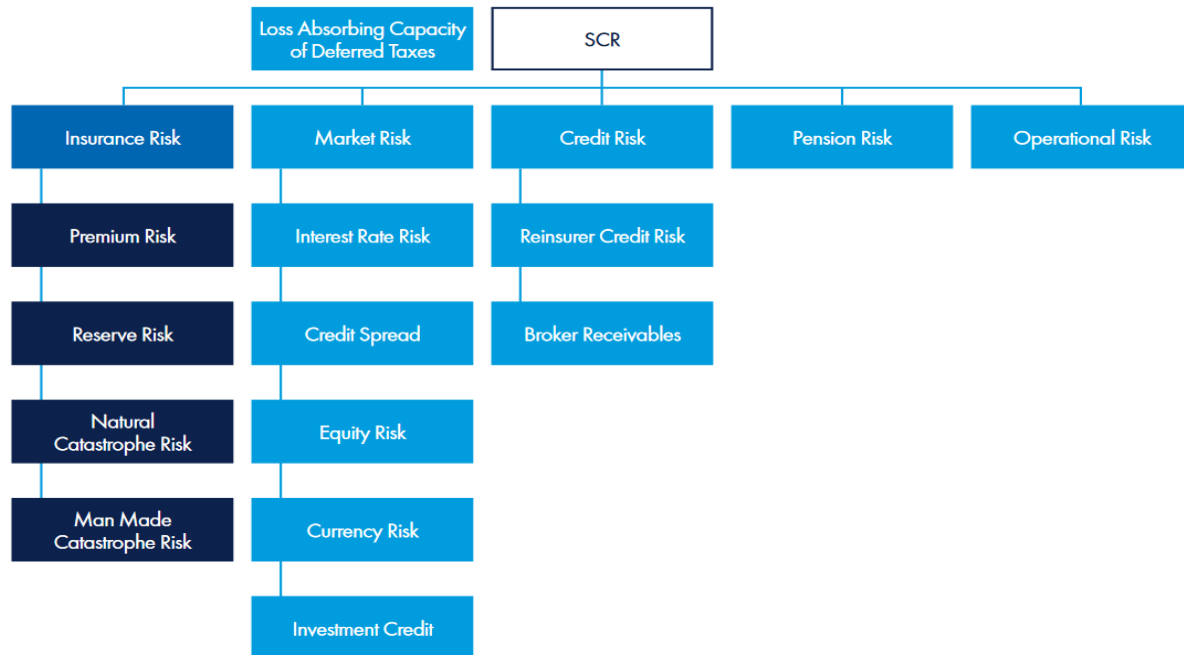 Loss Absorbing Capacity
of Deferred Taxes
SCR
Insurance Risk
Market Risk
Credit Risk
Pension Risk
Operational Risk
Premium Risk
Interest Rate Risk
Reinsurer Credit Risk
Reserve Risk
Credit Spread
Broker Receivables
Natural
Catastrophe Risk
Equity Risk
Man Made
Catastrophe Risk
Currency Risk
Investment Credit